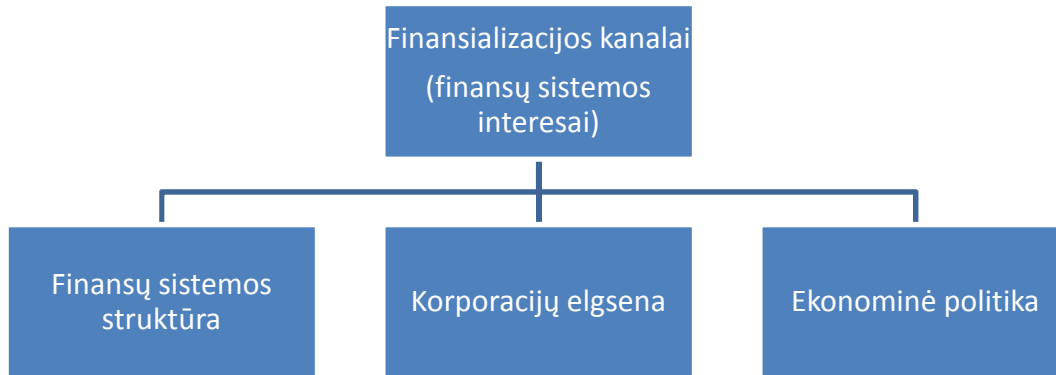 Finansializacijos kanalai
(finansų sistemos
interesai)
Finansų sistemos
struktūra
Korporacijų elgsena
Ekonominė politika